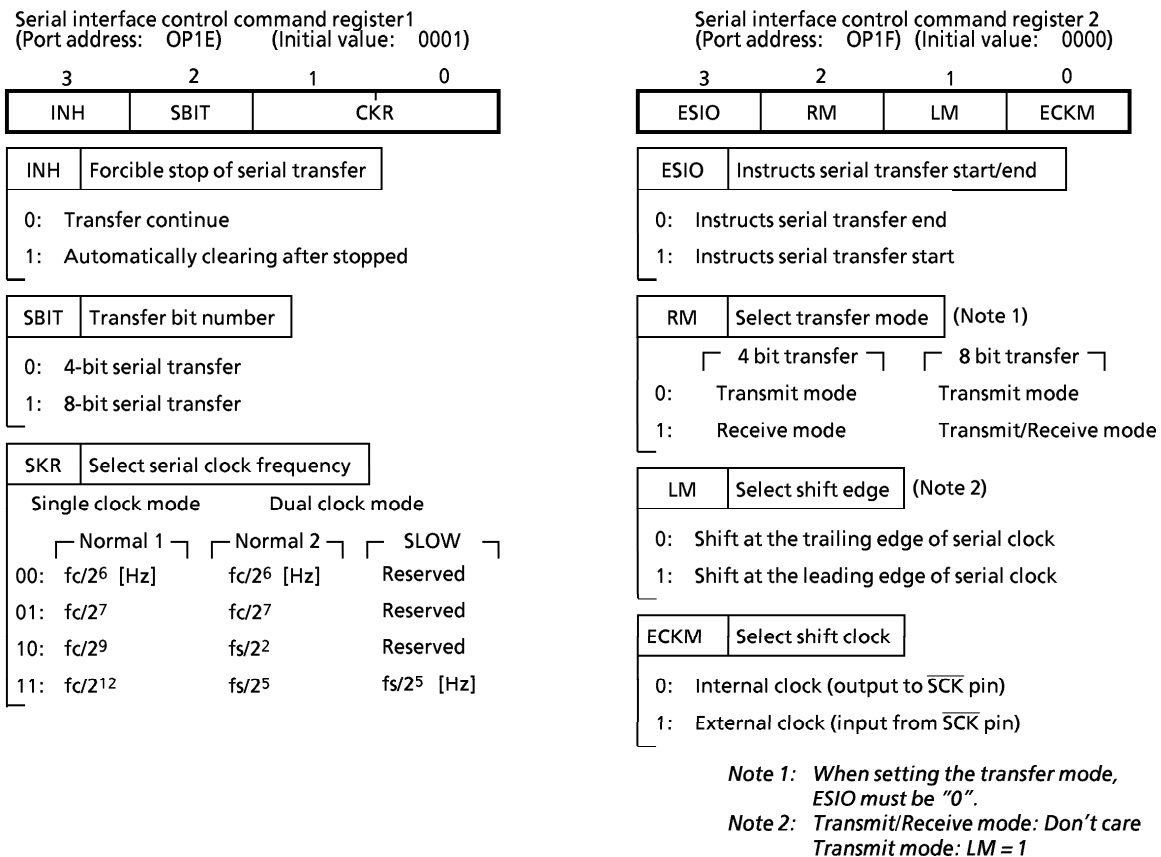 Serial interface control command register1
(Port address: OP1E) (Initial value: 0001)
3 2 1 0
INH SBIT CKR
INH Forcible stop of serial transfer
0: Transfer continue
1: Automatically clearing after stopped
SBIT Transfer bit number
0: 4-bit serial transfer
1: 8-bit serial transfer
SKR Select serial clock frequency
Single clock mode Dual clock mode
Normal 1 Normal 2 SLOW
00: fc/2⁶ [Hz] fc/2⁶ [Hz] Reserved
01: fc/2⁷ fc/2⁷ Reserved
10: fc/2⁹ fs/2² Reserved
11: fc/2¹² fs/2⁵ fs/2⁵ [Hz]
Serial interface control command register 2
(Port address: OP1F) (Initial value: 0000)
3 2 1 0
ESIO RM LM ECKM
ESIO Instructs serial transfer start/end
0: Instructs serial transfer end
1: Instructs serial transfer start
RM Select transfer mode (Note 1)
4 bit transfer 8 bit transfer
0: Transmit mode Transmit mode
1: Receive mode Transmit/Receive mode
LM Select shift edge (Note 2)
0: Shift at the trailing edge of serial clock
1: Shift at the leading edge of serial clock
ECKM Select shift clock
0: Internal clock (output to S̅C̅K̅ pin)
1: External clock (input from S̅C̅K̅ pin)
Note 1: When setting the transfer mode,
ESIO must be "0".
Note 2: Transmit/Receive mode: Don't care
Transmit mode: LM = 1